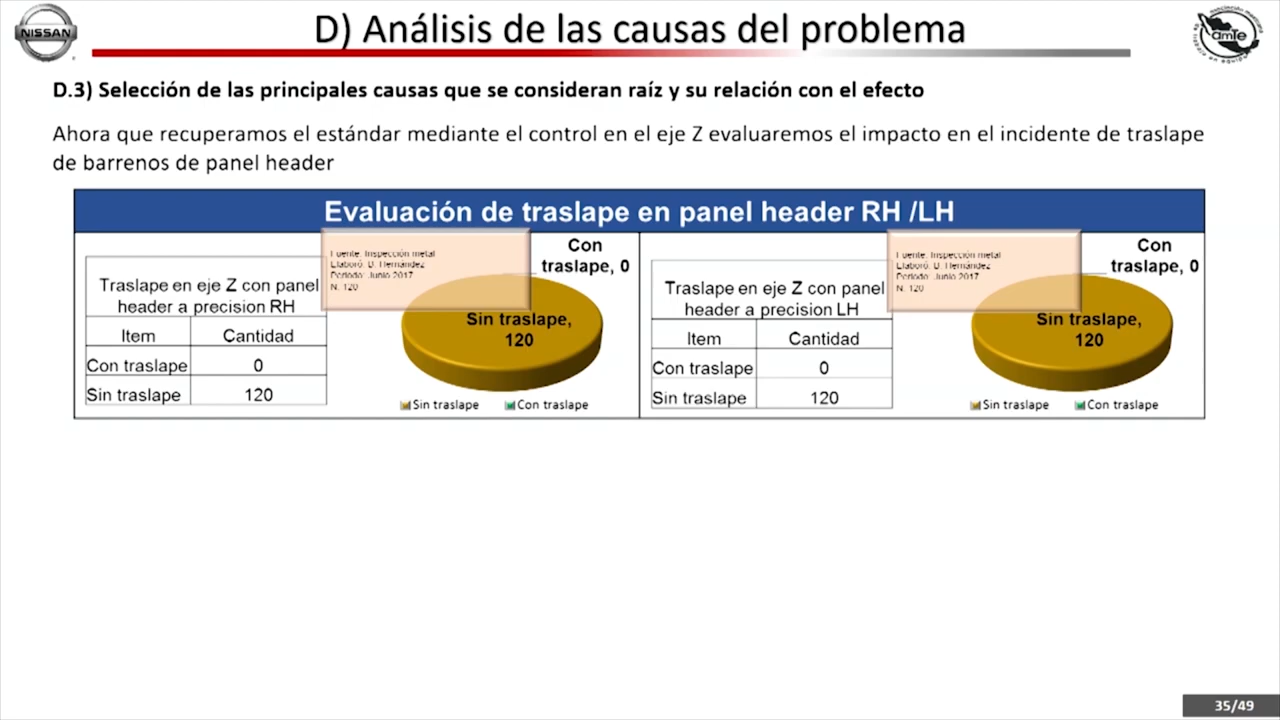 NISSAN
D) Análisis de las causas del problema
amTe
D.3) Selección de las principales causas que se consideran raíz y su relación con el efecto
Ahora que recuperamos el estándar mediante el control en el eje Z evaluaremos el impacto en el incidente de traslape
de barrenos de panel header
Evaluación de traslape en panel header RH /LH
Traslape en eje Z con panel
header a precision RH
Item Cantidad
Con traslape 0
Sin traslape 120
Fuente: Inspección metal
Elaboró: D. Hernández
Periodo: Junio 2017
N: 120
Con
traslape, 0
Sin traslape,
120
Sin traslape Con traslape
Traslape en eje Z con panel
header a precision LH
Item Cantidad
Con traslape 0
Sin traslape 120
Fuente: Inspección metal
Elaboró: D. Hernández
Periodo: Junio 2017
N: 120
Con
traslape, 0
Sin traslape,
120
Sin traslape Con traslape
35/49